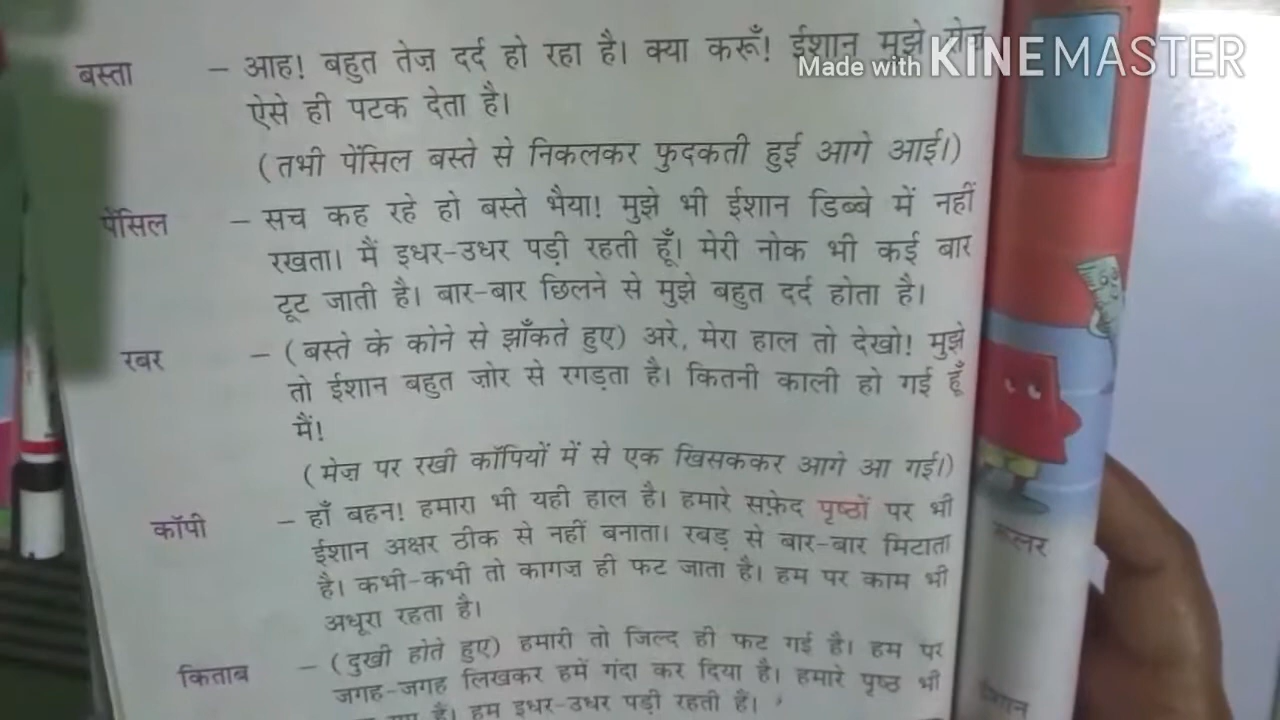 Made with KINEMASTER
बस्ता – आह! बहुत तेज़ दर्द हो रहा है। क्या करूँ! ईशान मुझे
ऐसे ही पटक देता है।
(तभी पेंसिल बस्ते से निकलकर फुदकती हुई आगे आई।)
पेंसिल – सच कह रहे हो बस्ते भैया! मुझे भी ईशान डिब्बे में नहीं
रखता। मैं इधर-उधर पड़ी रहती हूँ। मेरी नोक भी कई बार
टूट जाती है। बार-बार छिलने से मुझे बहुत दर्द होता है।
रबर – (बस्ते के कोने से झाँकते हुए) अरे, मेरा हाल तो देखो! मुझे
तो ईशान बहुत ज़ोर से रगड़ता है। कितनी काली हो गई हूँ
मैं!
(मेज़ पर रखी कॉपियों में से एक खिसककर आगे आ गई।)
कॉपी – हाँ बहन! हमारा भी यही हाल है। हमारे सफ़ेद पृष्ठों पर भी
ईशान अक्षर ठीक से नहीं बनाता। रबड़ से बार-बार मिटाता
है। कभी-कभी तो कागज़ ही फट जाता है। हम पर काम भी
अधूरा रहता है।
किताब – (दुखी होते हुए) हमारी तो जिल्द ही फट गई है। हम पर
जगह-जगह लिखकर हमें गंदा कर दिया है। हमारे पृष्ठ भी
हैं। हम इधर-उधर पड़ी रहती हैं।